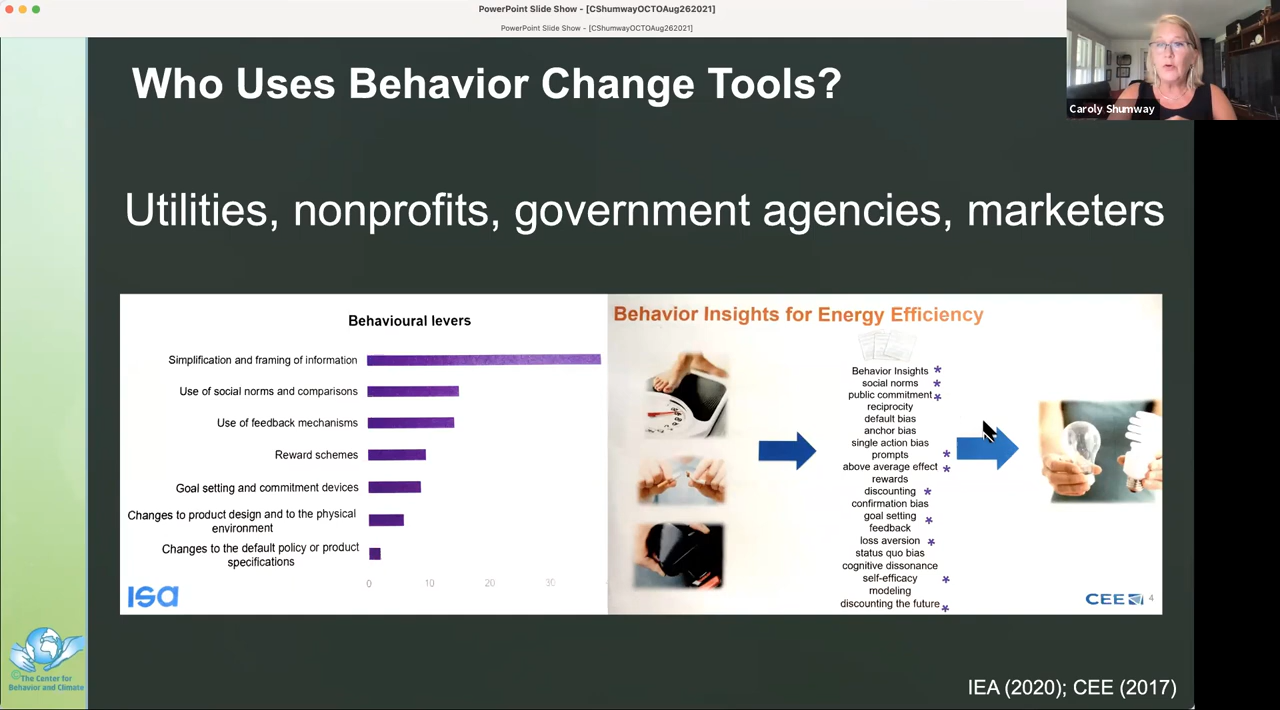 PowerPoint Slide Show - [CShumwayOCTOAug262021]
PowerPoint Slide Show - [CShumwayOCTOAug262021]
Caroly Shumway
Who Uses Behavior Change Tools?
Utilities, nonprofits, government agencies, marketers
Behavioural levers
Simplification and framing of information
Use of social norms and comparisons
Use of feedback mechanisms
Reward schemes
Goal setting and commitment devices
Changes to product design and to the physical
environment
Changes to the default policy or product
specifications
0 10 20 30
ISa
Behavior Insights for Energy Efficiency
Behavior Insights *
social norms *
public commitment *
reciprocity
default bias
anchor bias
single action bias
prompts *
above average effect *
rewards
discounting *
confirmation bias
goal setting *
feedback
loss aversion *
status quo bias
cognitive dissonance
self-efficacy *
modeling
discounting the future *
CEE 4
©The Center for
Behavior and Climate
IEA (2020); CEE (2017)